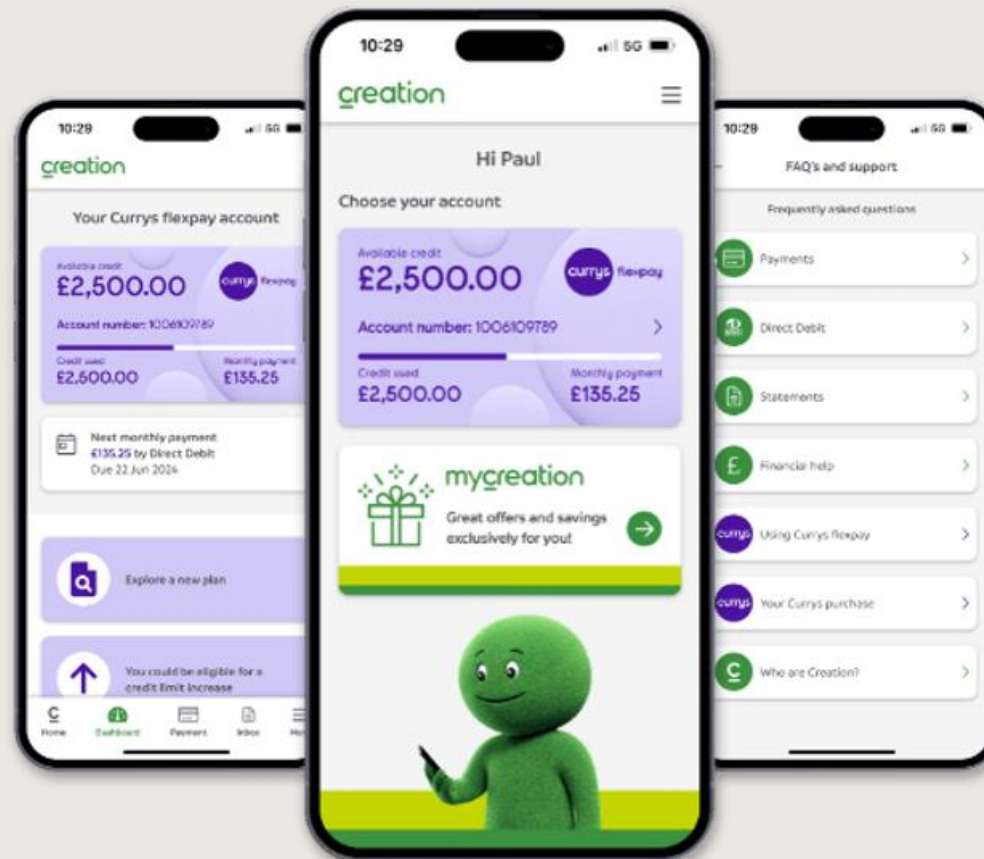 10:29
5G
creation
Your Currys flexpay account
Available credit
£2,500.00
currys flexpay
Account number: 1006109789
Credit used
£2,500.00
Monthly payment
£135.25
Next monthly payment
£135.25 by Direct Debit
Due 22 Jun 2024
Explore a new plan
You could be eligible for a
credit limit increase
Home
Dashboard
Payment
Inbox
10:29
5G
creation
Hi Paul
Choose your account
Available credit
£2,500.00
currys flexpay
Account number: 1006109789
Credit used
£2,500.00
Monthly payment
£135.25
mycreation
Great offers and savings
exclusively for you!
10:29
5G
FAQ's and support
Frequently asked questions
Payments
Direct Debit
Statements
£
Financial help
currys
Using Currys flexpay
currys
Your Currys purchase
C
Who are Creation?